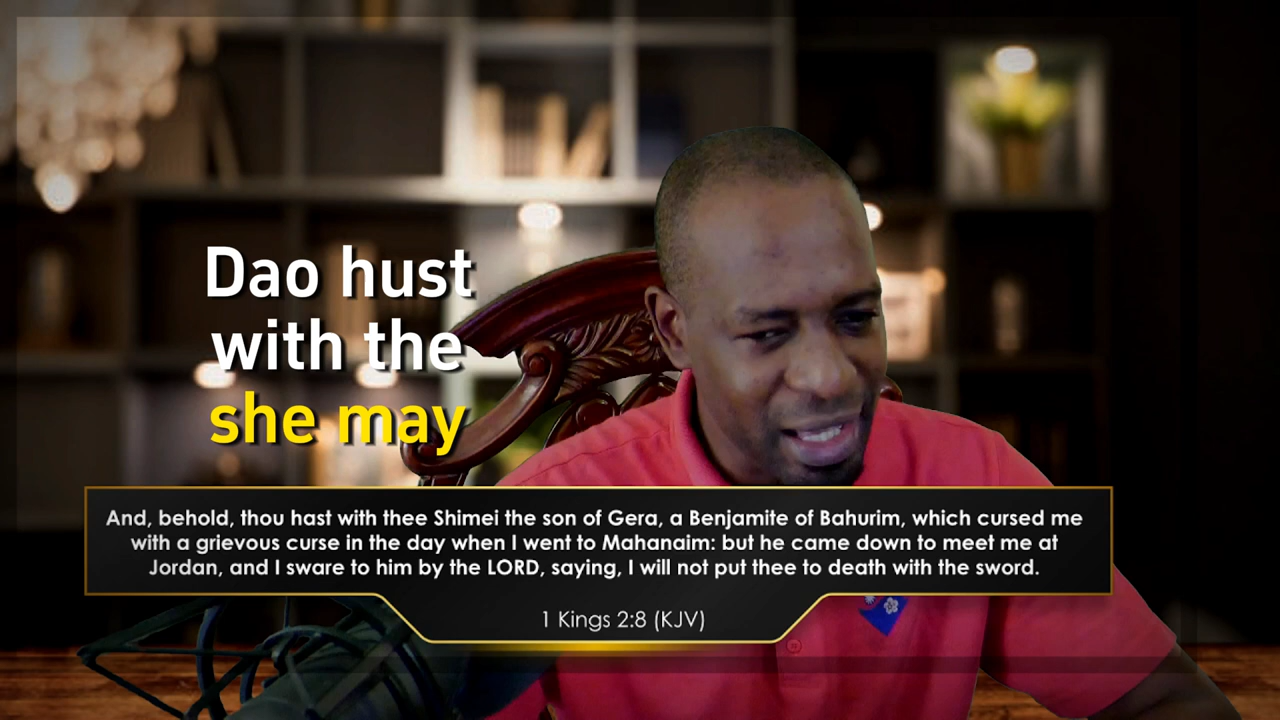 Dao hust
with the
she may
And, behold, thou hast with thee Shimei the son of Gera, a Benjamite of Bahurim, which cursed me
with a grievous curse in the day when I went to Mahanaim: but he came down to meet me at
Jordan, and I sware to him by the LORD, saying, I will not put thee to death with the sword.
1 Kings 2:8 (KJV)